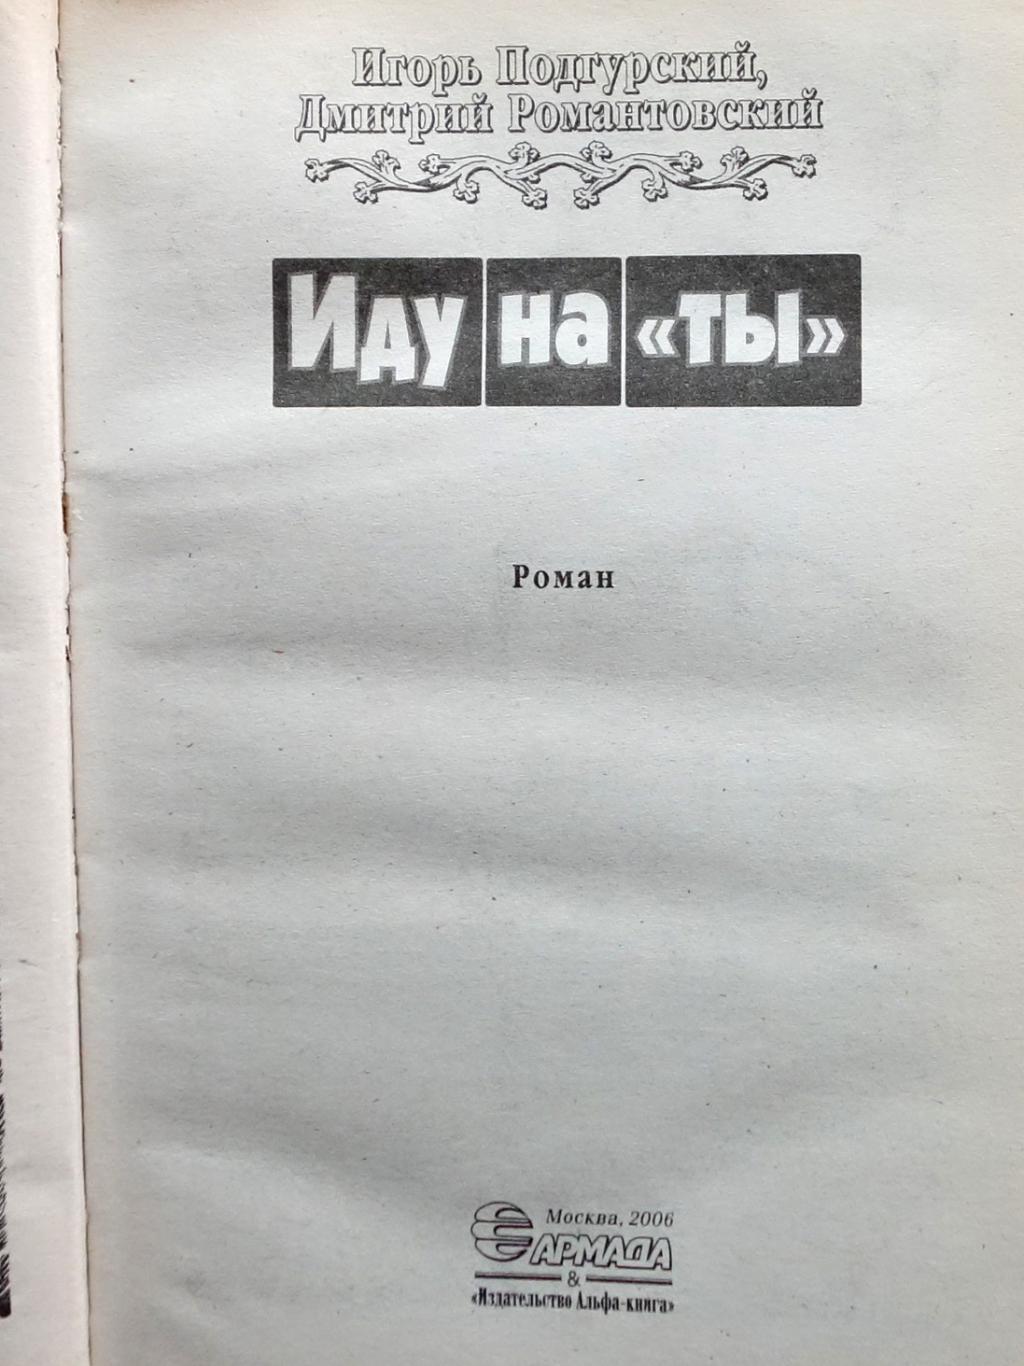 Игорь Подгурский,
Дмитрий Романтовский
Иду на «ты»
Роман
Москва, 2006
АРМАДА
&
«Издательство Альфа-книга»